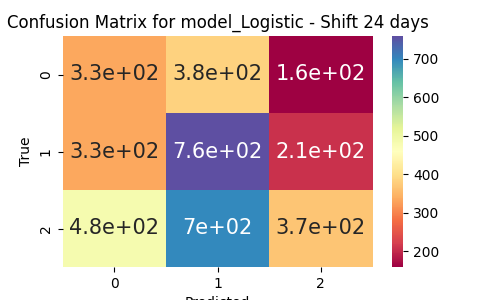 Confusion Matrix for model_Logistic - Shift 24 days
0 3.3e+02 3.8e+02 1.6e+02
1 3.3e+02 7.6e+02 2.1e+02
2 4.8e+02 7e+02 3.7e+02
0 1 2
Predicted
True
700
600
500
400
300
200